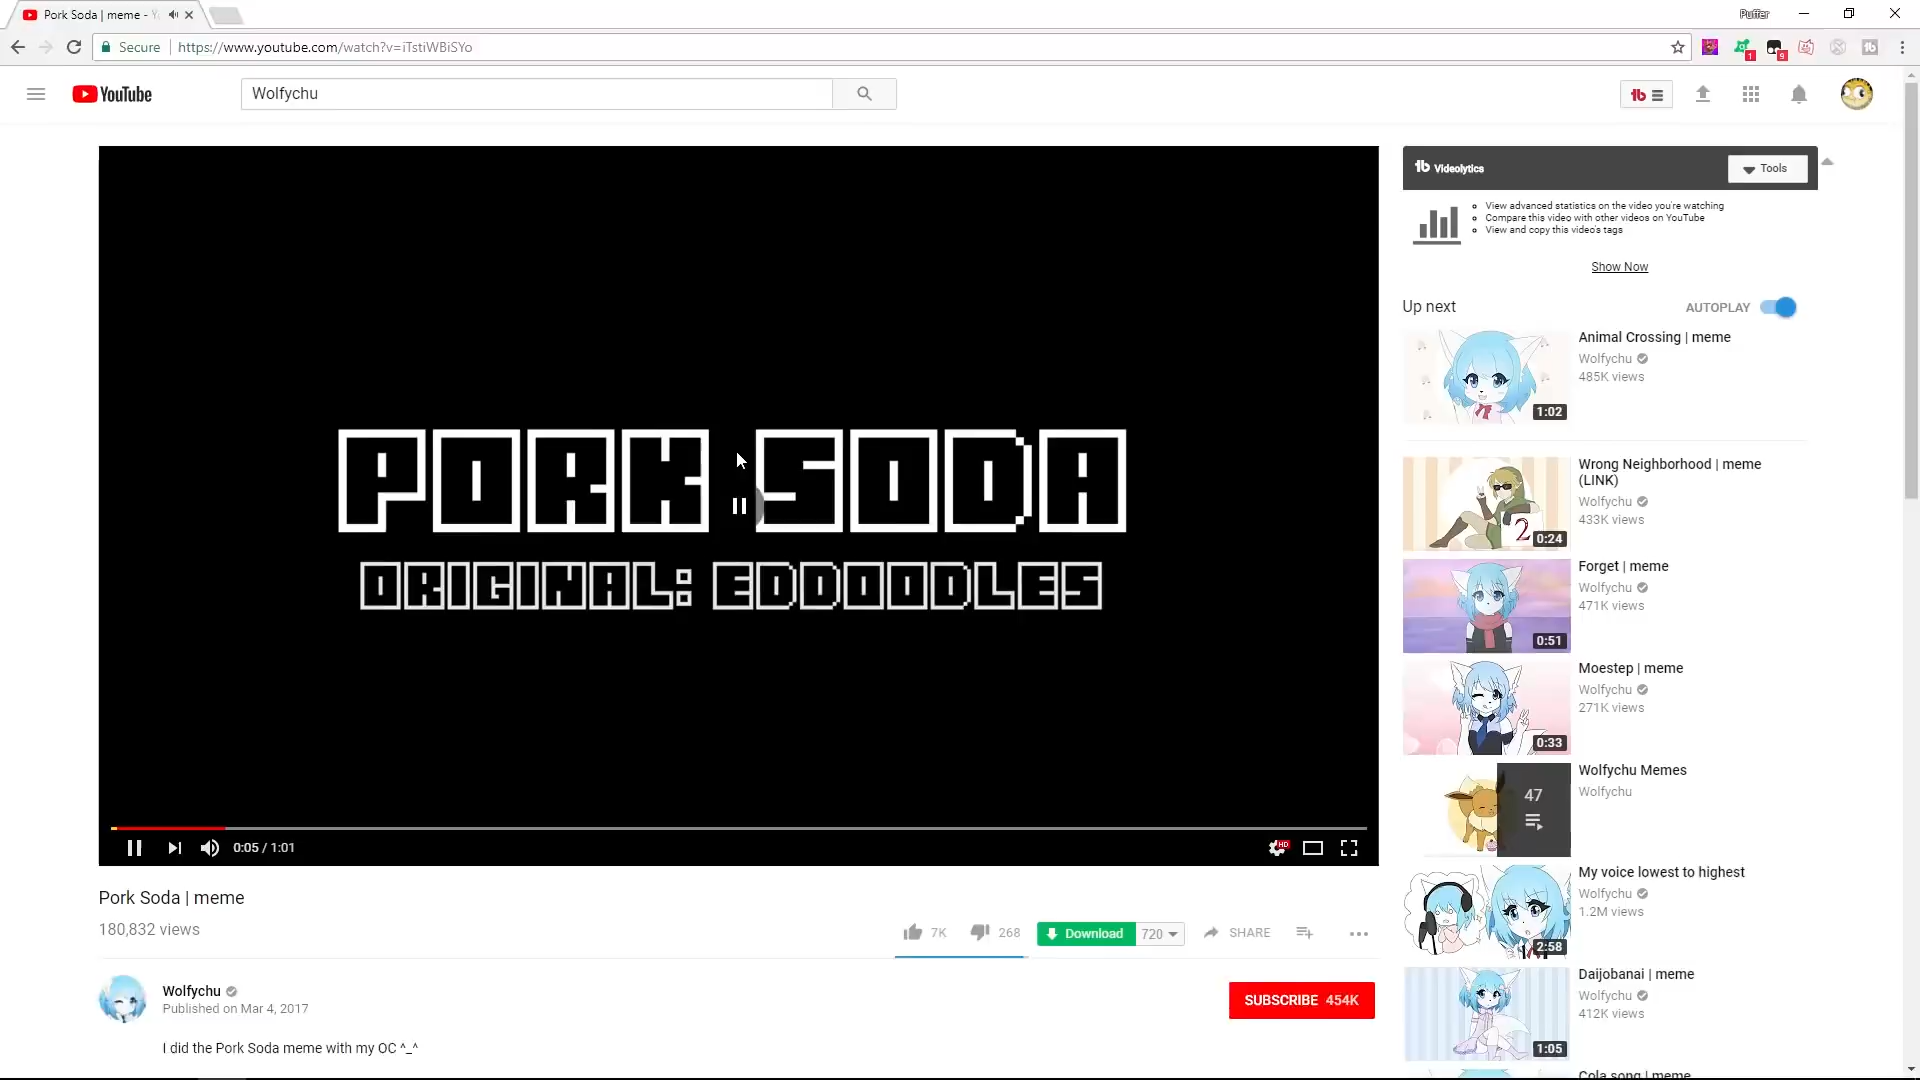 Pork Soda | meme -
Puffer
Secure
https://www.youtube.com/watch?v=iTstiWBiSYo
1
9
YouTube
Wolfychu
PORK SODA
ORIGINAL: EDDOODLES
0:05 / 1:01
HD
Pork Soda | meme
180,832 views
7K
268
Download
720
SHARE
Wolfychu
Published on Mar 4, 2017
SUBSCRIBE 454K
I did the Pork Soda meme with my OC ^_^
Videolytics
Tools
View advanced statistics on the video you're watching
Compare this video with other videos on YouTube
View and copy this video's tags
Show Now
Up next
AUTOPLAY
Animal Crossing | meme
Wolfychu
485K views
1:02
Wrong Neighborhood | meme
(LINK)
Wolfychu
433K views
2
0:24
Forget | meme
Wolfychu
471K views
0:51
Moestep | meme
Wolfychu
271K views
0:33
Wolfychu Memes
Wolfychu
47
My voice lowest to highest
Wolfychu
1.2M views
2:58
Daijobanai | meme
Wolfychu
412K views
1:05
Cola song | meme